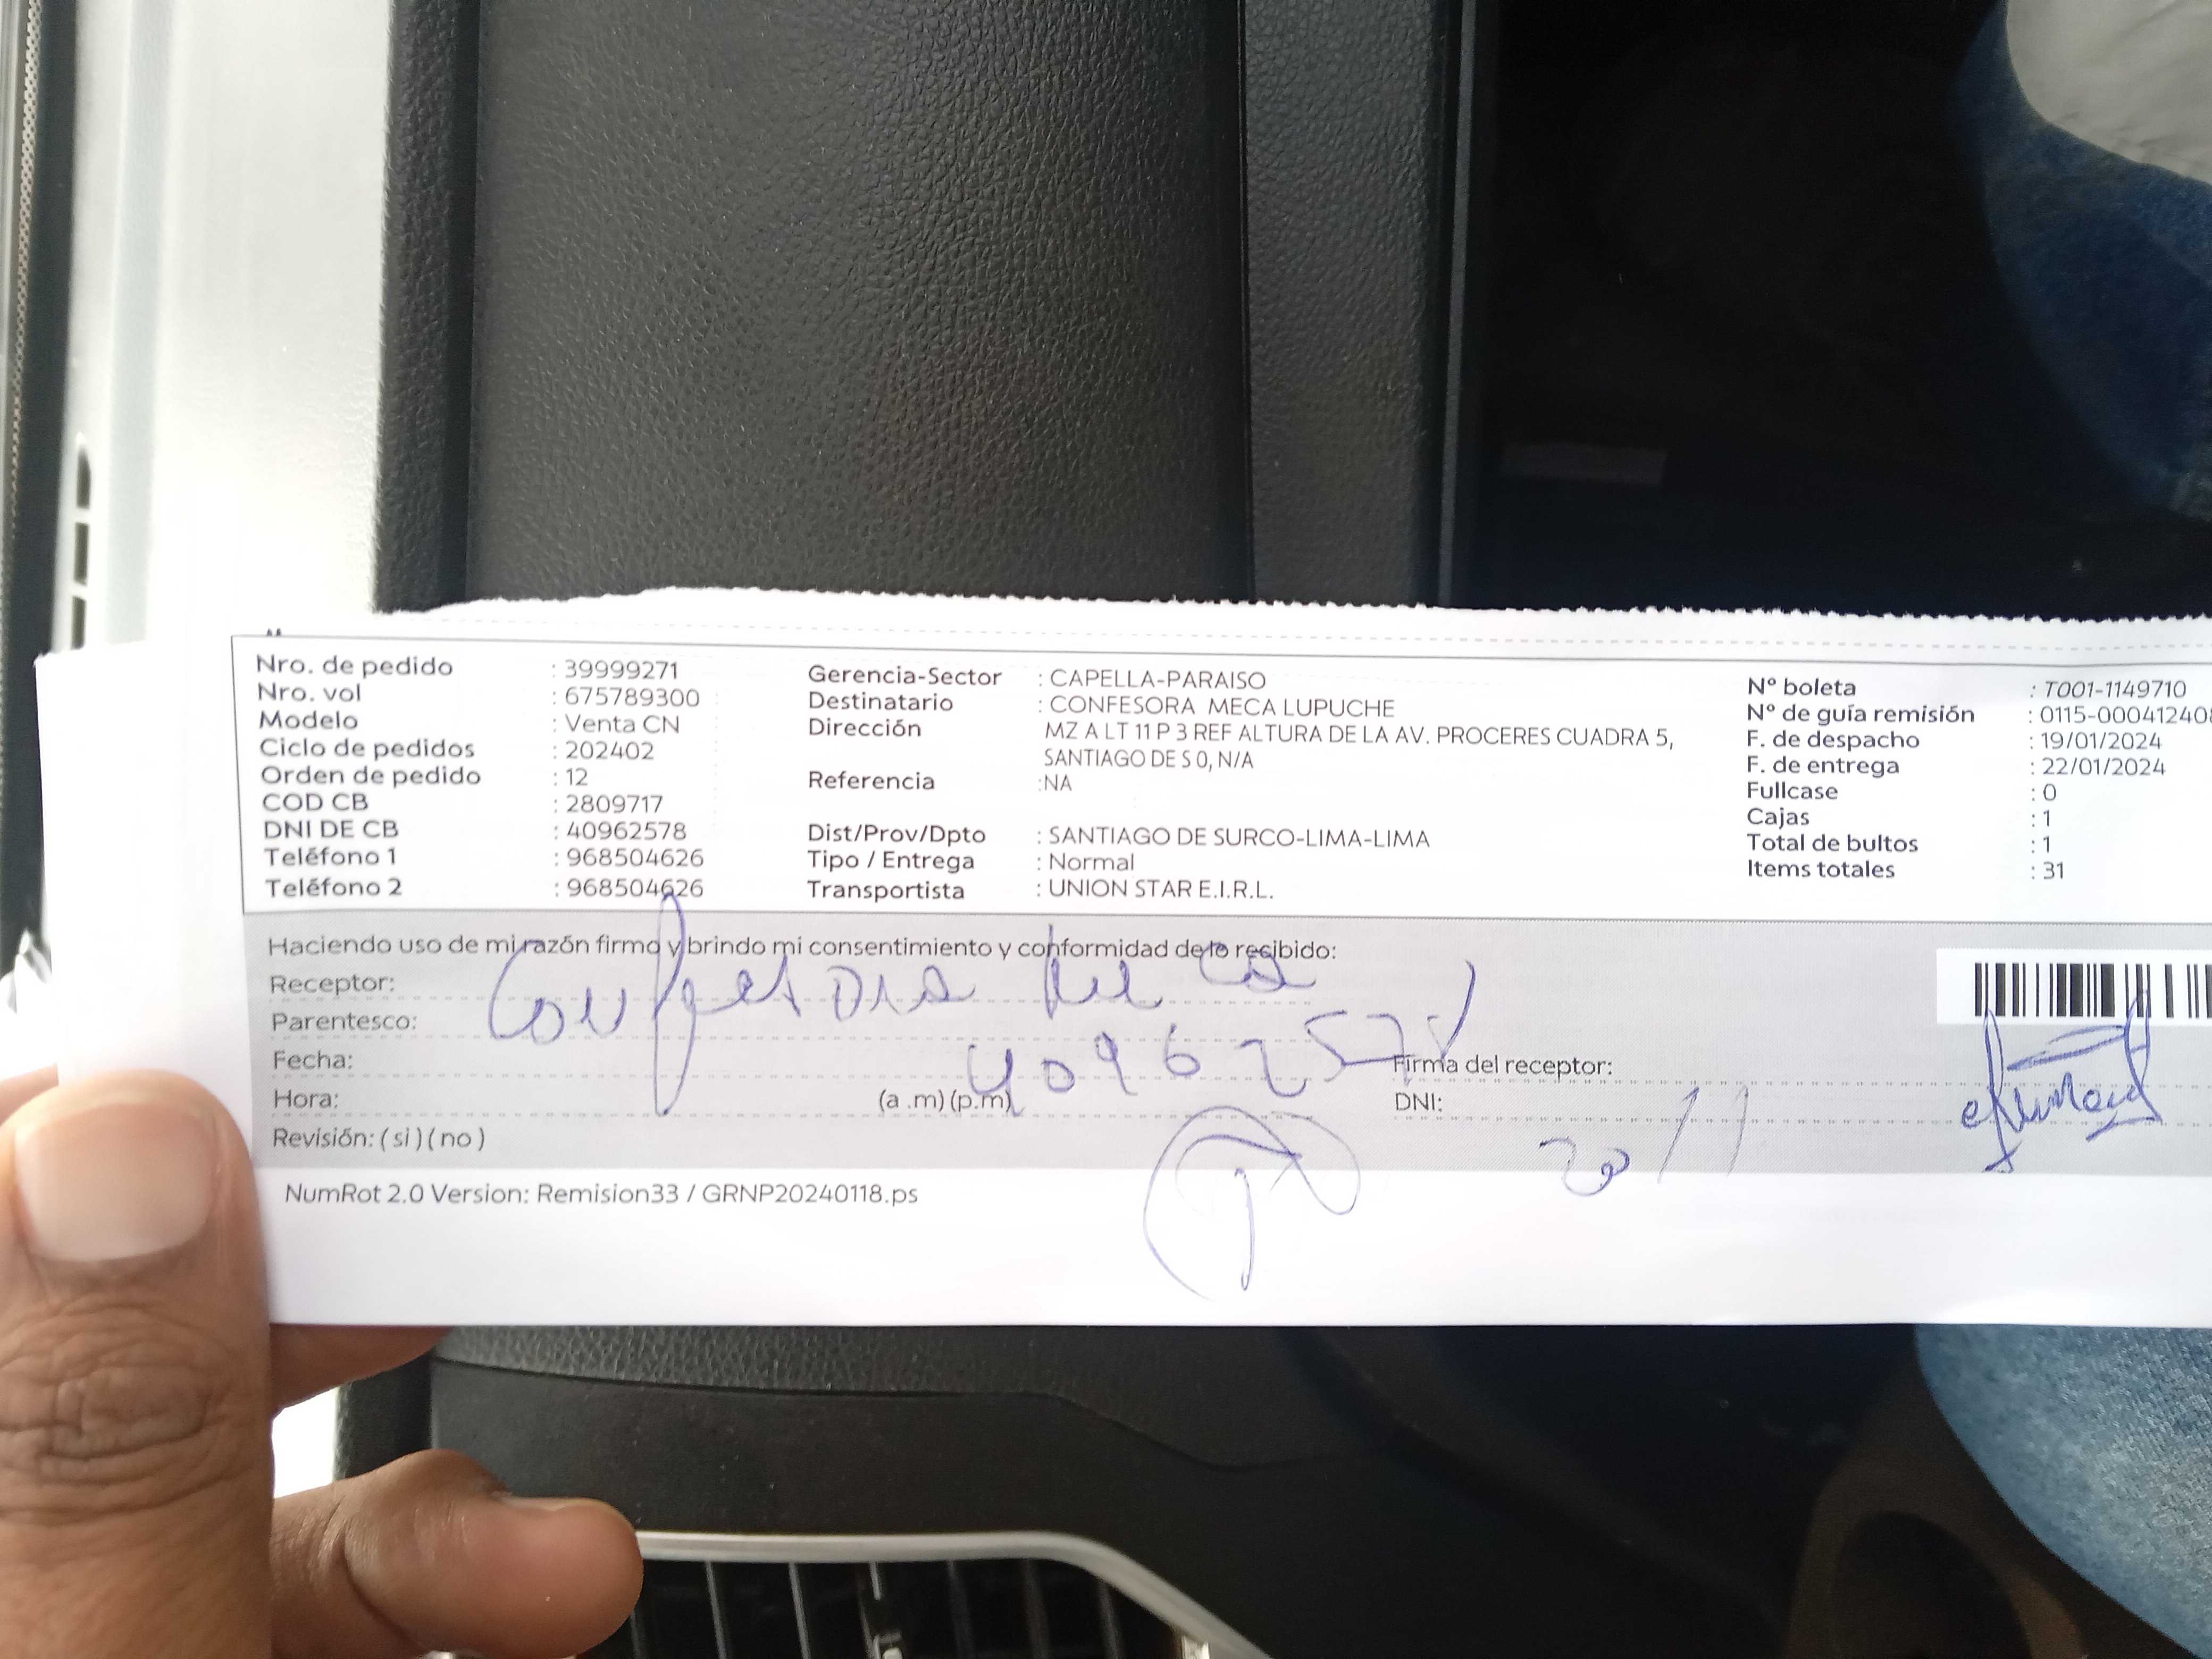 Nro. de pedido : 39999271
Nro. vol : 675789300
Modelo : Venta CN
Ciclo de pedidos : 202402
Orden de pedido : 12
COD CB : 2809717
DNI DE CB : 40962578
Teléfono 1 : 968504626
Teléfono 2 : 968504626
Gerencia-Sector : CAPELLA-PARAISO
Destinatario : CONFESORA MECA LUPUCHE
Dirección MZ A LT 11 P 3 REF ALTURA DE LA AV. PROCERES CUADRA 5,
SANTIAGO DE S 0, N/A
Referencia :NA
Dist/Prov/Dpto : SANTIAGO DE SURCO-LIMA-LIMA
Tipo / Entrega : Normal
Transportista : UNION STAR E.I.R.L.
Nº boleta : T001-1149710
Nº de guía remisión : 0115-00041240
F. de despacho : 19/01/2024
F. de entrega : 22/01/2024
Fullcase : 0
Cajas : 1
Total de bultos : 1
Items totales : 31
Haciendo uso de mi razón firmo y brindo mi consentimiento y conformidad de lo recibido:
Receptor: Confesora Meca
Parentesco:
40962578
Fecha:
Firma del receptor:
Hora: (a .m) (p.m)
DNI:
Revisión: ( si ) ( no )
NumRot 2.0 Version: Remision33 / GRNP20240118.ps